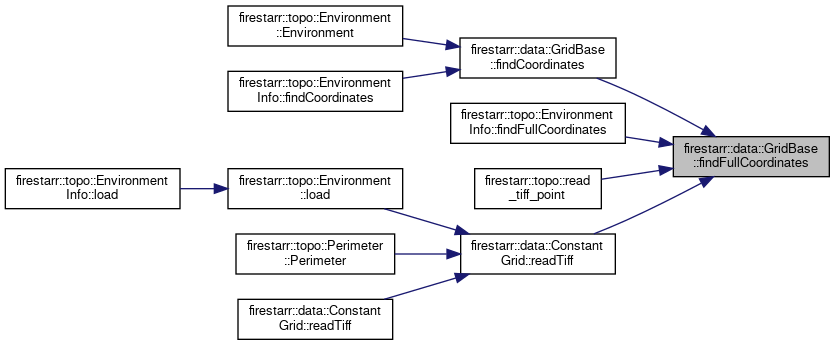 firestarr::topo::Environment
::Environment
firestarr::data::GridBase
::findCoordinates
firestarr::topo::Environment
Info::findCoordinates
firestarr::topo::Environment
Info::findFullCoordinates
firestarr::data::GridBase
::findFullCoordinates
firestarr::topo::Environment
Info::load
firestarr::topo::Environment
::load
firestarr::topo::read
_tiff_point
firestarr::topo::Perimeter
::Perimeter
firestarr::data::Constant
Grid::readTiff
firestarr::data::Constant
Grid::readTiff